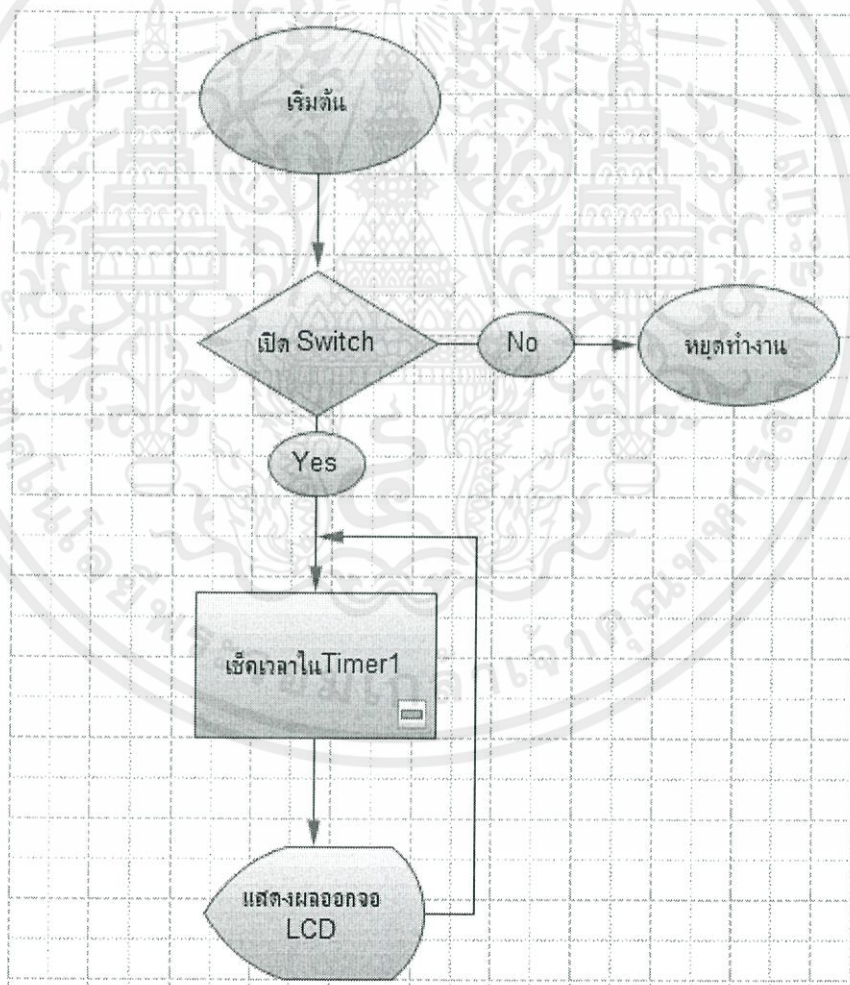 เริ่มต้น
เปิด Switch
No
หยุดทำงาน
Yes
เช็คเวลาในTimer1
แสดงผลออกจอ
LCD